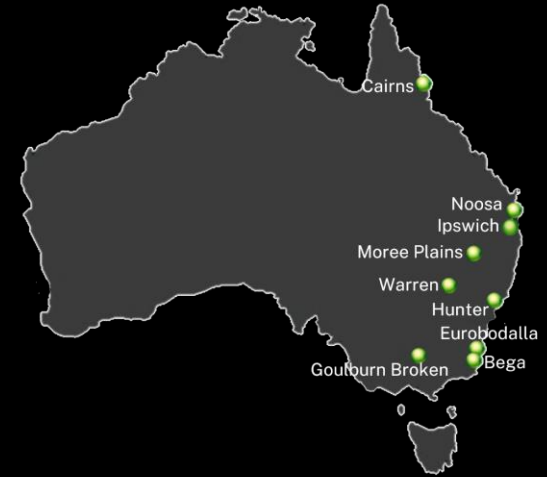 Cairns
Noosa
Ipswich
Moree Plains
Warren
Hunter
Eurobodalla
Bega
Goulburn Broken